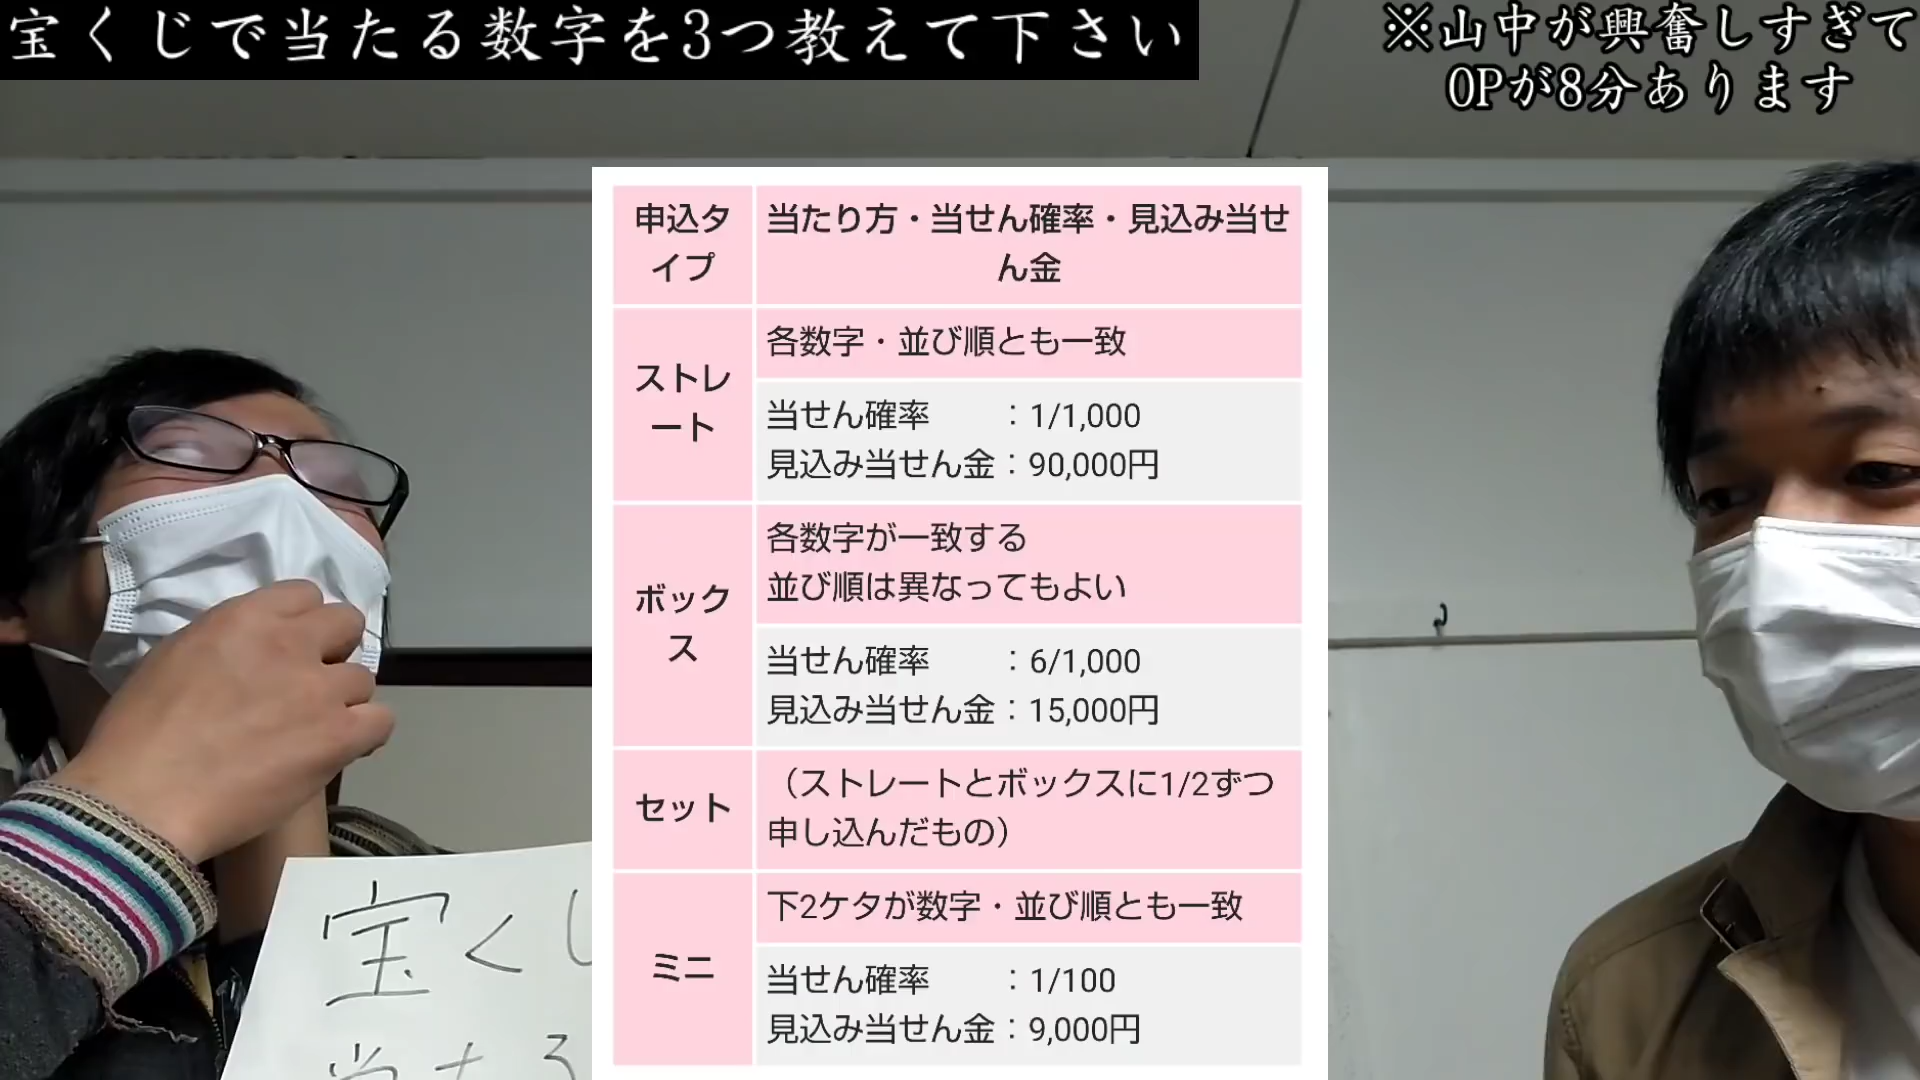 宝くじで当たる数字を3つ教えて下さい
※山中が興奮しすぎて
OPが8分あります
申込タ
イプ
当たり方・当せん確率・見込み当せ
ん金
ストレ
ート
各数字・並び順とも一致
当せん確率　　：1/1,000
見込み当せん金：90,000円
ボック
ス
各数字が一致する
並び順は異なってもよい
当せん確率　　：6/1,000
見込み当せん金：15,000円
セット
（ストレートとボックスに1/2ずつ
申し込んだもの）
ミニ
下2ケタが数字・並び順とも一致
当せん確率　　：1/100
見込み当せん金：9,000円
宝くじ
当たる